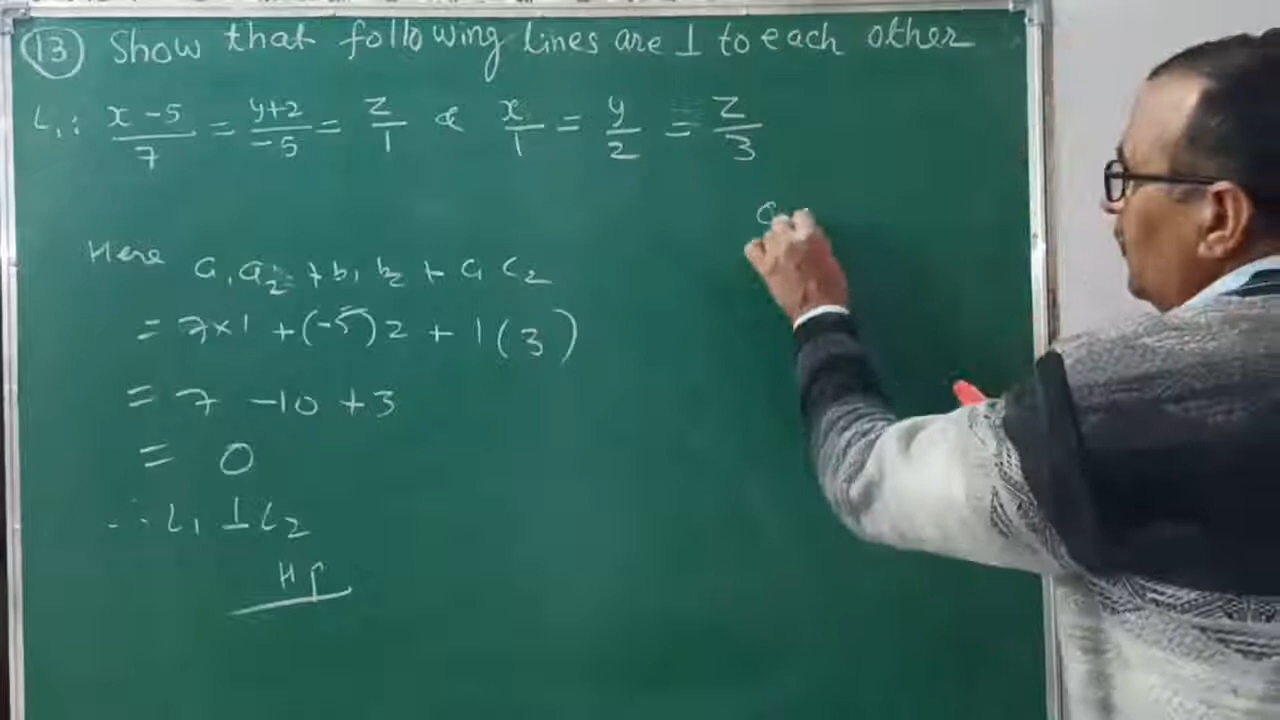 (13) Show that following lines are ⊥ to each other
L₁: (x-5)/7 = (y+2)/-5 = z/1 & x/1 = y/2 = z/3
Here a₁a₂ + b₁b₂ + c₁c₂
= 7×1 + (-5)2 + 1(3)
= 7 -10 +3
= 0
∴ L₁ ⊥ L₂
HP